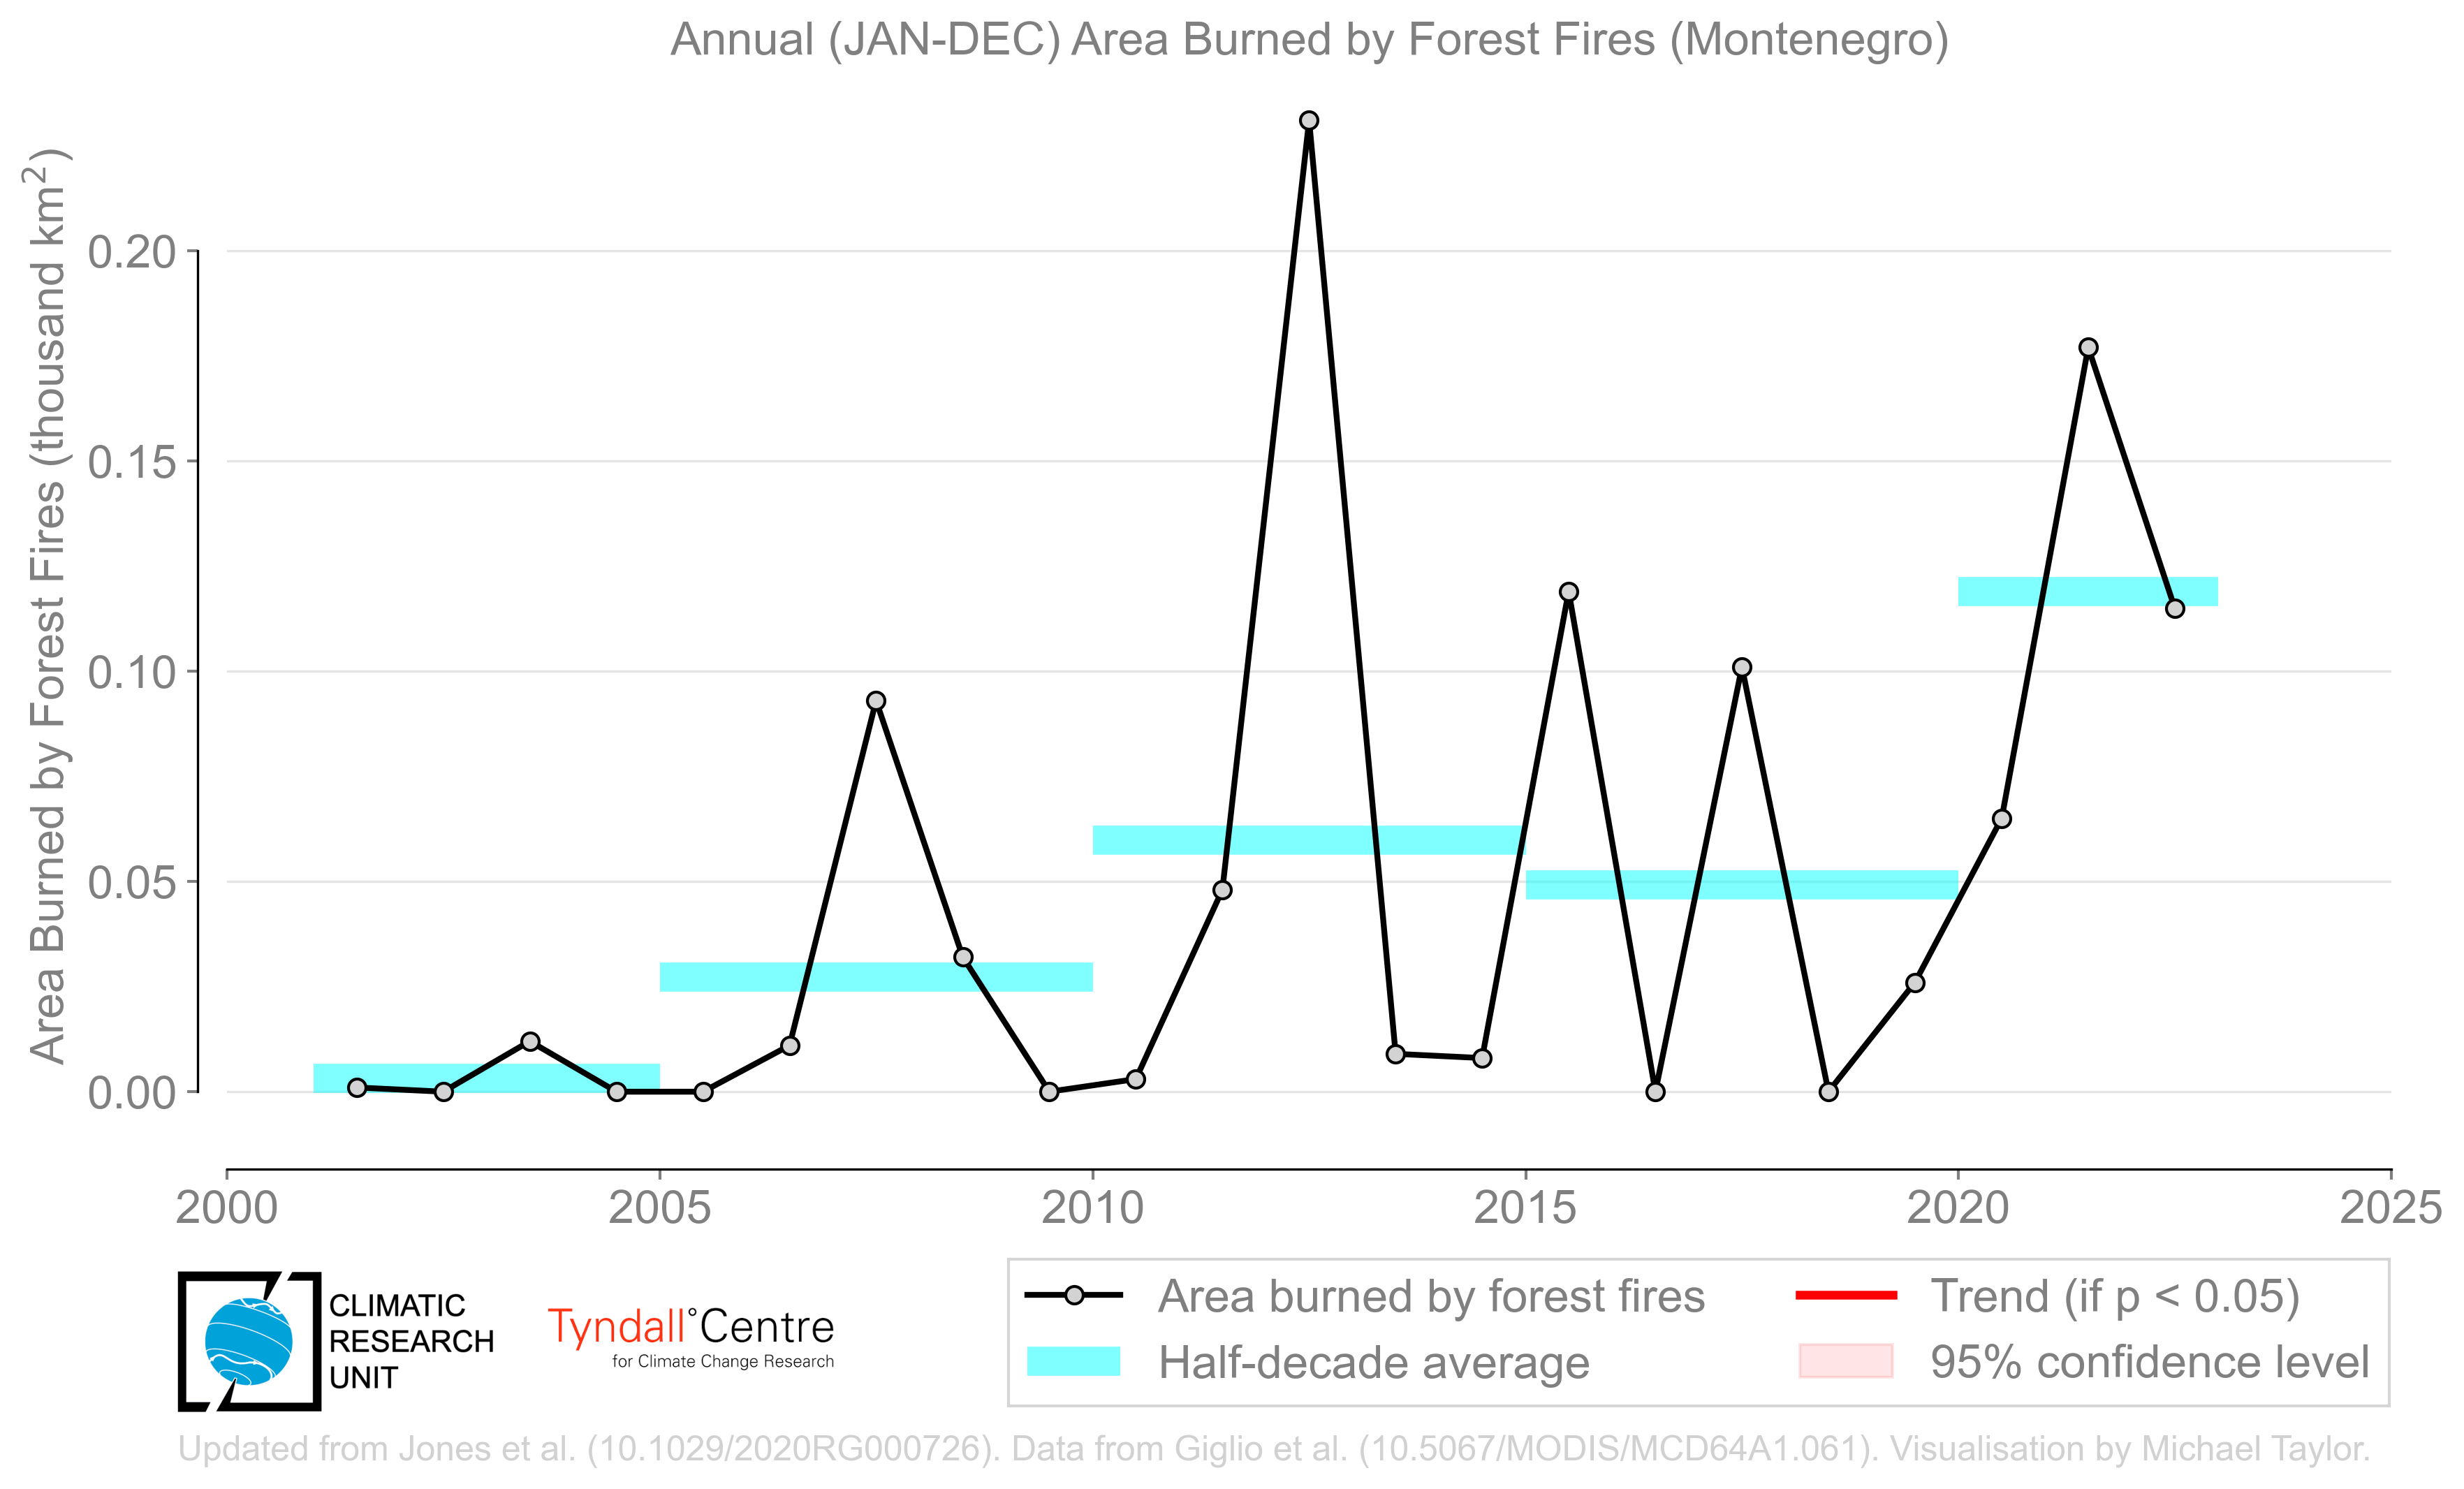 Annual (JAN-DEC) Area Burned by Forest Fires (Montenegro)
Area Burned by Forest Fires (thousand km²)
0.20
0.15
0.10
0.05
0.00
2000 2005 2010 2015 2020 2025
CLIMATIC
RESEARCH
UNIT
Tyndall°Centre
for Climate Change Research
Area burned by forest fires
Half-decade average
Trend (if p < 0.05)
95% confidence level
Updated from Jones et al. (10.1029/2020RG000726). Data from Giglio et al. (10.5067/MODIS/MCD64A1.061). Visualisation by Michael Taylor.